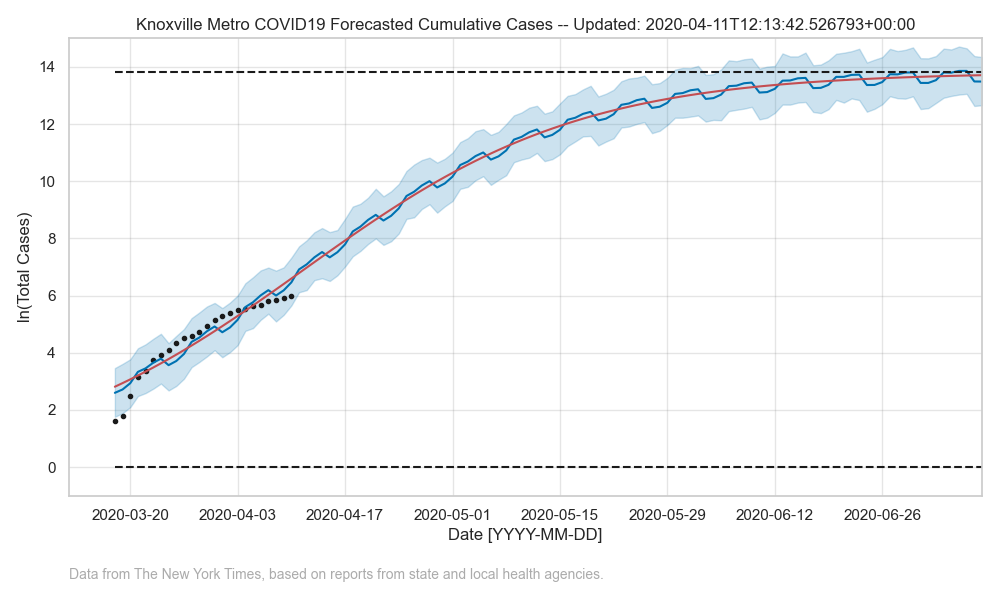 Knoxville Metro COVID19 Forecasted Cumulative Cases -- Updated: 2020-04-11T12:13:42.526793+00:00
ln(Total Cases)
14
12
10
8
6
4
2
0
2020-03-20 2020-04-03 2020-04-17 2020-05-01 2020-05-15 2020-05-29 2020-06-12 2020-06-26
Date [YYYY-MM-DD]
Data from The New York Times, based on reports from state and local health agencies.